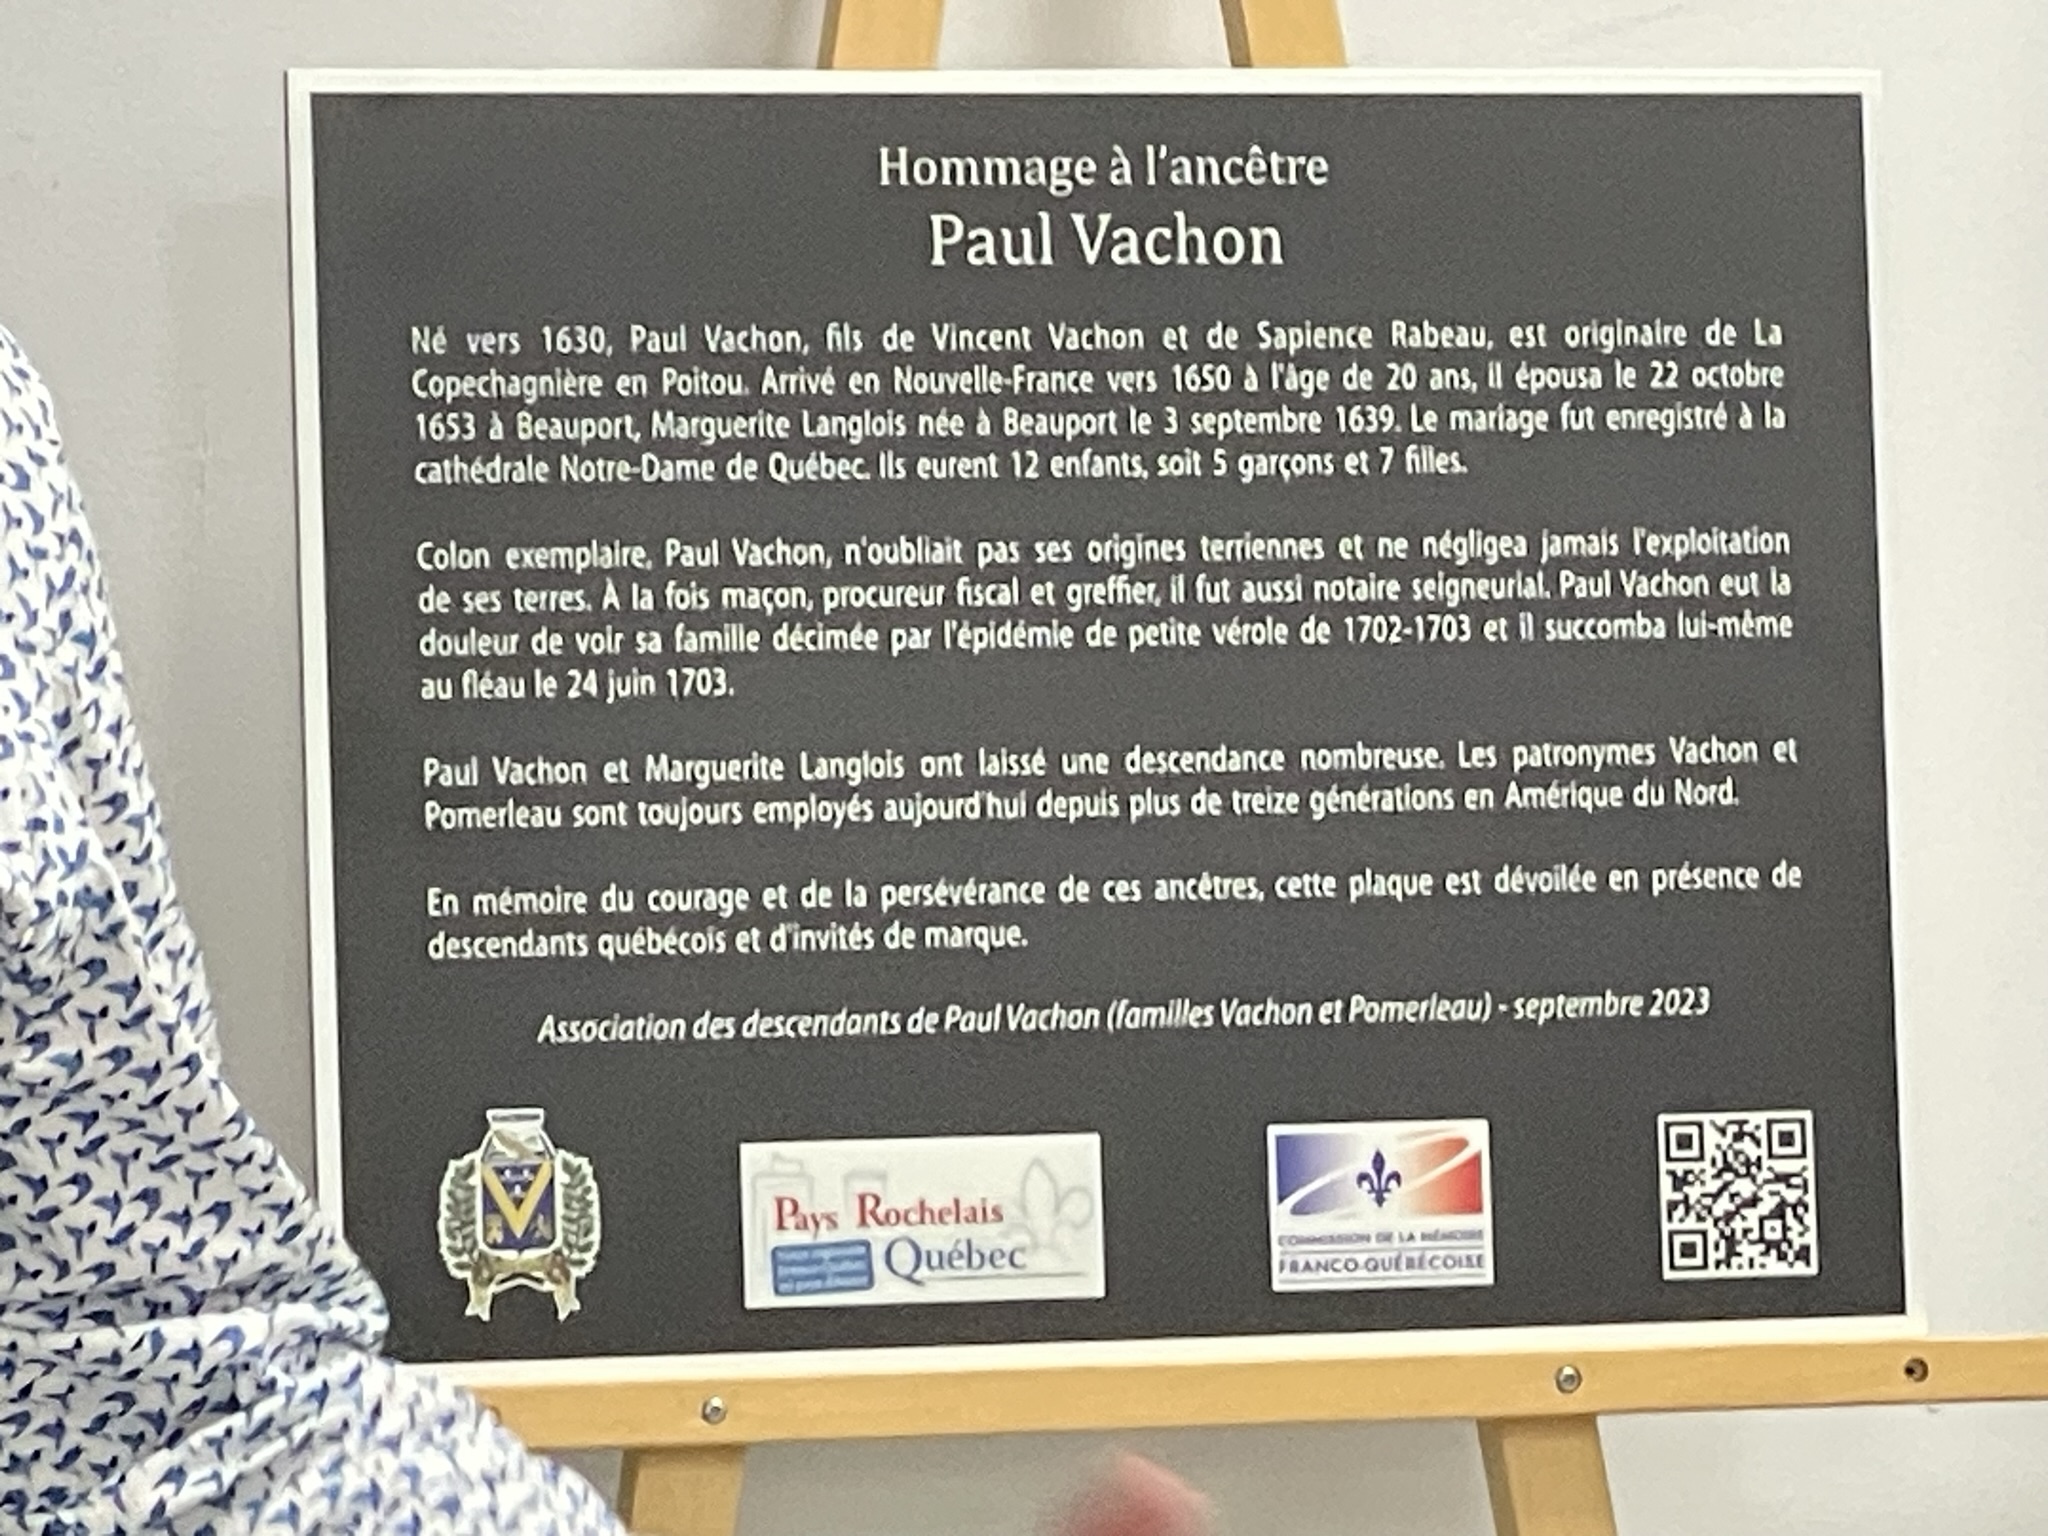 Hommage à l'ancêtre
Paul Vachon
Né vers 1630, Paul Vachon, fils de Vincent Vachon et de Sapience Rabeau, est originaire de La
Copechagnière en Poitou. Arrivé en Nouvelle-France vers 1650 à l'âge de 20 ans, il épousa le 22 octobre
1653 à Beauport, Marguerite Langlois née à Beauport le 3 septembre 1639. Le mariage fut enregistré à la
cathédrale Notre-Dame de Québec. Ils eurent 12 enfants, soit 5 garçons et 7 filles.
Colon exemplaire, Paul Vachon, n'oubliait pas ses origines terriennes et ne négligea jamais l'exploitation
de ses terres. À la fois maçon, procureur fiscal et greffier, il fut aussi notaire seigneurial. Paul Vachon eut la
douleur de voir sa famille décimée par l'épidémie de petite vérole de 1702-1703 et il succomba lui-même
au fléau le 24 juin 1703.
Paul Vachon et Marguerite Langlois ont laissé une descendance nombreuse. Les patronymes Vachon et
Pomerleau sont toujours employés aujourd'hui depuis plus de treize générations en Amérique du Nord.
En mémoire du courage et de la persévérance de ces ancêtres, cette plaque est dévoilée en présence de
descendants québécois et d'invités de marque.
Association des descendants de Paul Vachon (familles Vachon et Pomerleau) - septembre 2023
V
Pays Rochelais
Québec
COMMISSION DE LA MÉMOIRE
FRANCO-QUÉBÉCOISE